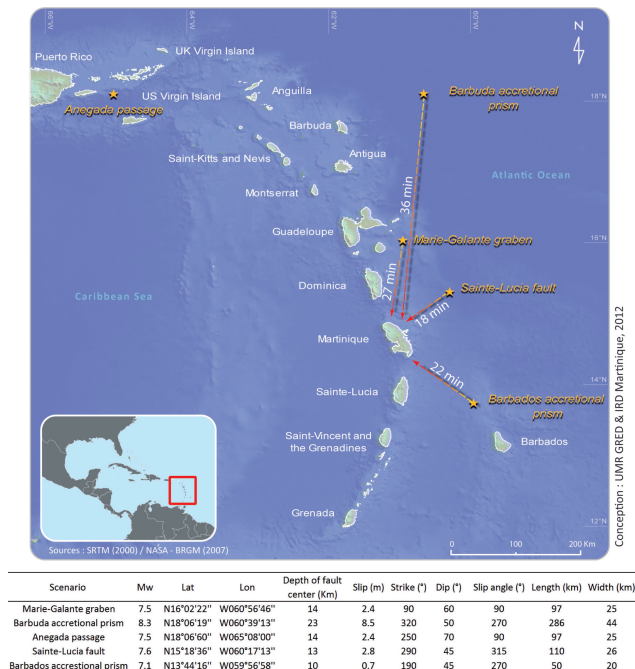 66°W
64°W
62°W
60°W
N
Puerto Rico
UK Virgin Island
US Virgin Island
Anegada passage
Anguilla
Barbuda accretional
prism
18°N
Barbuda
Saint-Kitts and Nevis
Antigua
Atlantic Ocean
Montserrat
36 min
Guadeloupe
Marie-Galante graben
16°N
27 min
Dominica
Sainte-Lucia fault
Caribbean Sea
18 min
Martinique
22 min
14°N
Sainte-Lucia
Barbados accretional
prism
Saint-Vincent and
the Grenadines
Barbados
Grenada
12°N
Sources : SRTM (2000) / NASA - BRGM (2007)
0 100 200 Km
Conception : UMR GRED & IRD Martinique, 2012
Scenario Mw Lat Lon Depth of fault center (Km) Slip (m) Strike (°) Dip (°) Slip angle (°) Length (km) Width (km)
Marie-Galante graben 7.5 N16°02'22'' W060°56'46'' 14 2.4 90 60 90 97 25
Barbuda accretional prism 8.3 N18°06'19'' W060°39'13'' 23 8.5 320 50 270 286 44
Anegada passage 7.5 N18°06'60'' W065°08'00'' 14 2.4 250 70 90 97 25
Sainte-Lucia fault 7.6 N15°18'36'' W060°17'13'' 13 2.8 290 45 315 110 26
Barbados accretional prism 7.1 N13°44'16'' W059°56'58'' 10 0.7 190 45 270 50 20